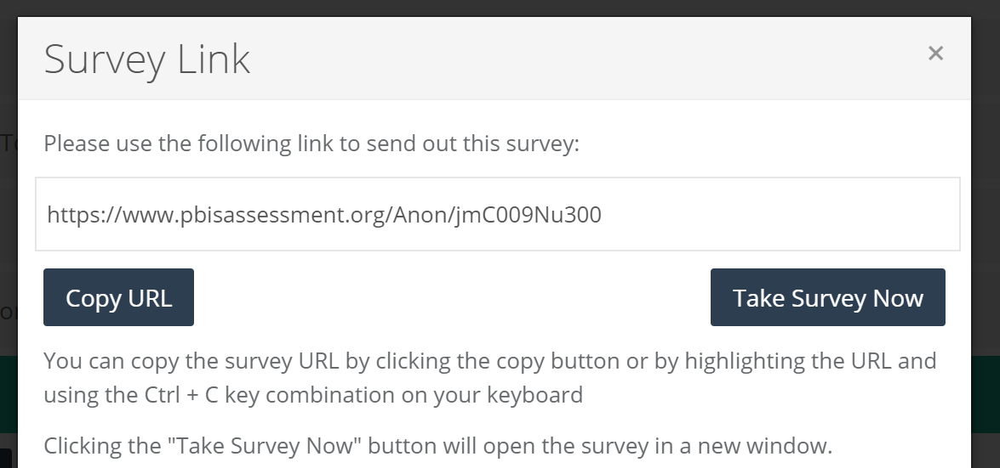 Survey Link
×
Please use the following link to send out this survey:
https://www.pbisassessment.org/Anon/jmC009Nu300
Copy URL
Take Survey Now
You can copy the survey URL by clicking the copy button or by highlighting the URL and
using the Ctrl + C key combination on your keyboard
Clicking the "Take Survey Now" button will open the survey in a new window.